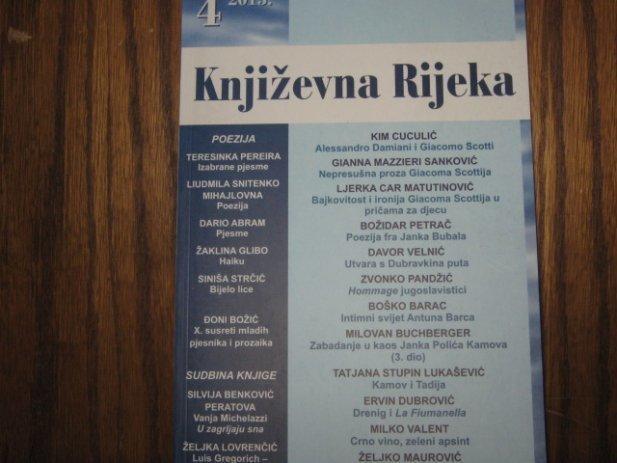 4 2015.
Književna Rijeka
POEZIJA
TERESINKA PEREIRA
Izabrane pjesme
LIUDMILA SNITENKO
MIHAJLOVNA
Poezija
DARIO ABRAM
Pjesme
ŽAKLINA GLIBO
Haiku
SINIŠA STRČIĆ
Bijelo lice
ĐONI BOŽIĆ
X. susreti mladih
pjesnika i prozaika
SUDBINA KNJIGE
SILVIJA BENKOVIĆ
PERATOVA
Vanja Michelazzi
U zagrljaju sna
ŽELJKA LOVRENČIĆ
Luis Gregorich –
KIM CUCULIĆ
Alessandro Damiani i Giacomo Scotti
GIANNA MAZZIERI SANKOVIĆ
Nepresušna proza Giacoma Scottija
LJERKA CAR MATUTINOVIĆ
Bajkovitost i ironija Giacoma Scottija u
pričama za djecu
BOŽIDAR PETRAČ
Poezija fra Janka Bubala
DAVOR VELNIĆ
Utvara s Dubravkina puta
ZVONKO PANDŽIĆ
Hommage jugoslavistici
BOŠKO BARAC
Intimni svijet Antuna Barca
MILOVAN BUCHBERGER
Zabadanje u kaos Janka Polića Kamova
(3. dio)
TATJANA STUPIN LUKAŠEVIĆ
Kamov i Tadija
ERVIN DUBROVIĆ
Drenig i La Fiumanella
MILKO VALENT
Crno vino, zeleni apsint
ŽELJKO MAUROVIĆ